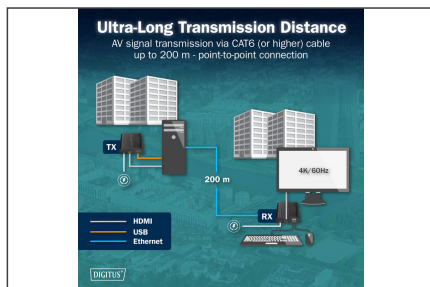 Ultra-Long Transmission Distance
AV signal transmission via CAT6 (or higher) cable
up to 200 m - point-to-point connection
TX
4K/60Hz
200 m
RX
HDMI
USB
Ethernet
DIGITUS